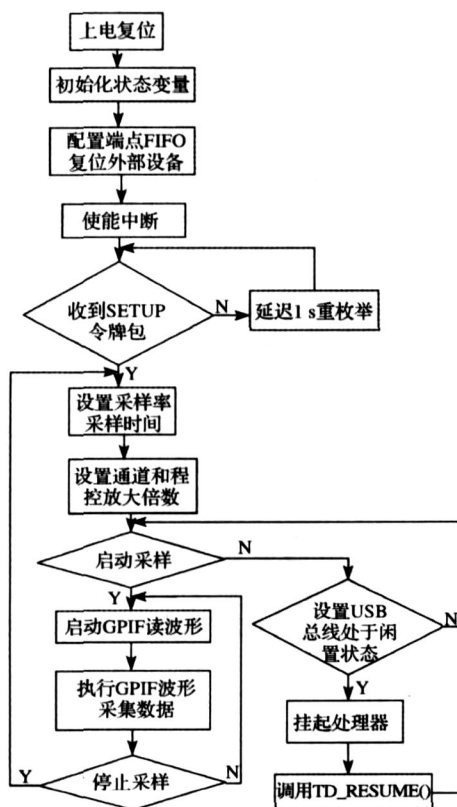 上电复位
初始化状态变量
配置端点FIFO
复位外部设备
使能中断
收到SETUP
令牌包
N
延迟1 s重枚举
Y
设置采样率
采样时间
设置通道和程
控放大倍数
启动采样
N
Y
启动GPIF读波形
设置USB
总线处于闲
置状态
N
执行GPIF波形
采集数据
Y
挂起处理器
停止采样
Y
N
调用TD_RESUME()